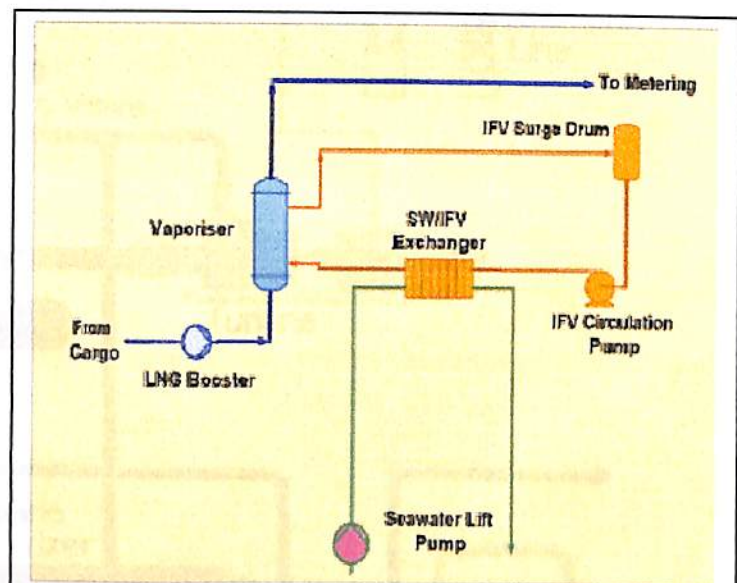 To Metering
IFV Surge Drum
Vaporiser
SW/IFV
Exchanger
From
Cargo
LNG Booster
IFV Circulation
Pump
Seawater Lift
Pump